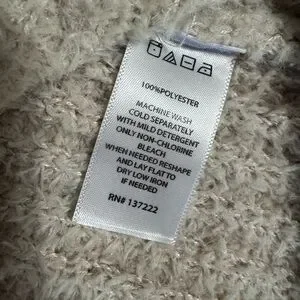 100%POLYESTER
MACHINE WASH
COLD SEPARATELY
WITH MILD DETERGENT
ONLY NON-CHLORINE
BLEACH
WHEN NEEDED RESHAPE
AND LAY FLAT TO
DRY LOW IRON
IF NEEDED
RN# 137222